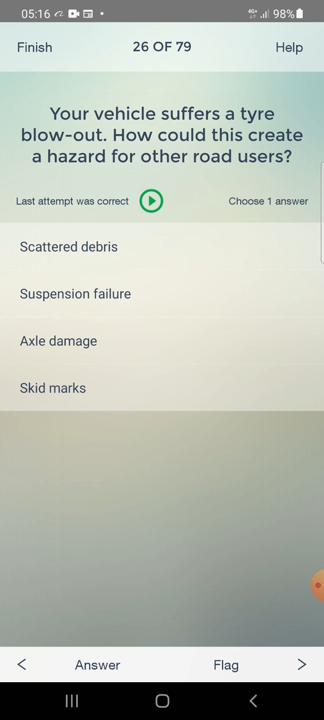 05:16 4G+ 98%
Finish 26 OF 79 Help
Your vehicle suffers a tyre
blow-out. How could this create
a hazard for other road users?
Last attempt was correct Choose 1 answer
Scattered debris
Suspension failure
Axle damage
Skid marks
Answer Flag